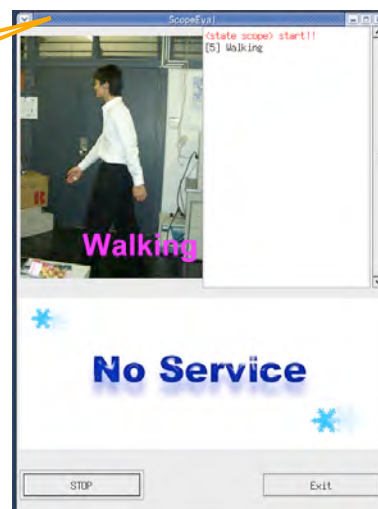 ScopeEval
<state scope> start!!
[5] Walking
Walking
No Service
STOP
Exit